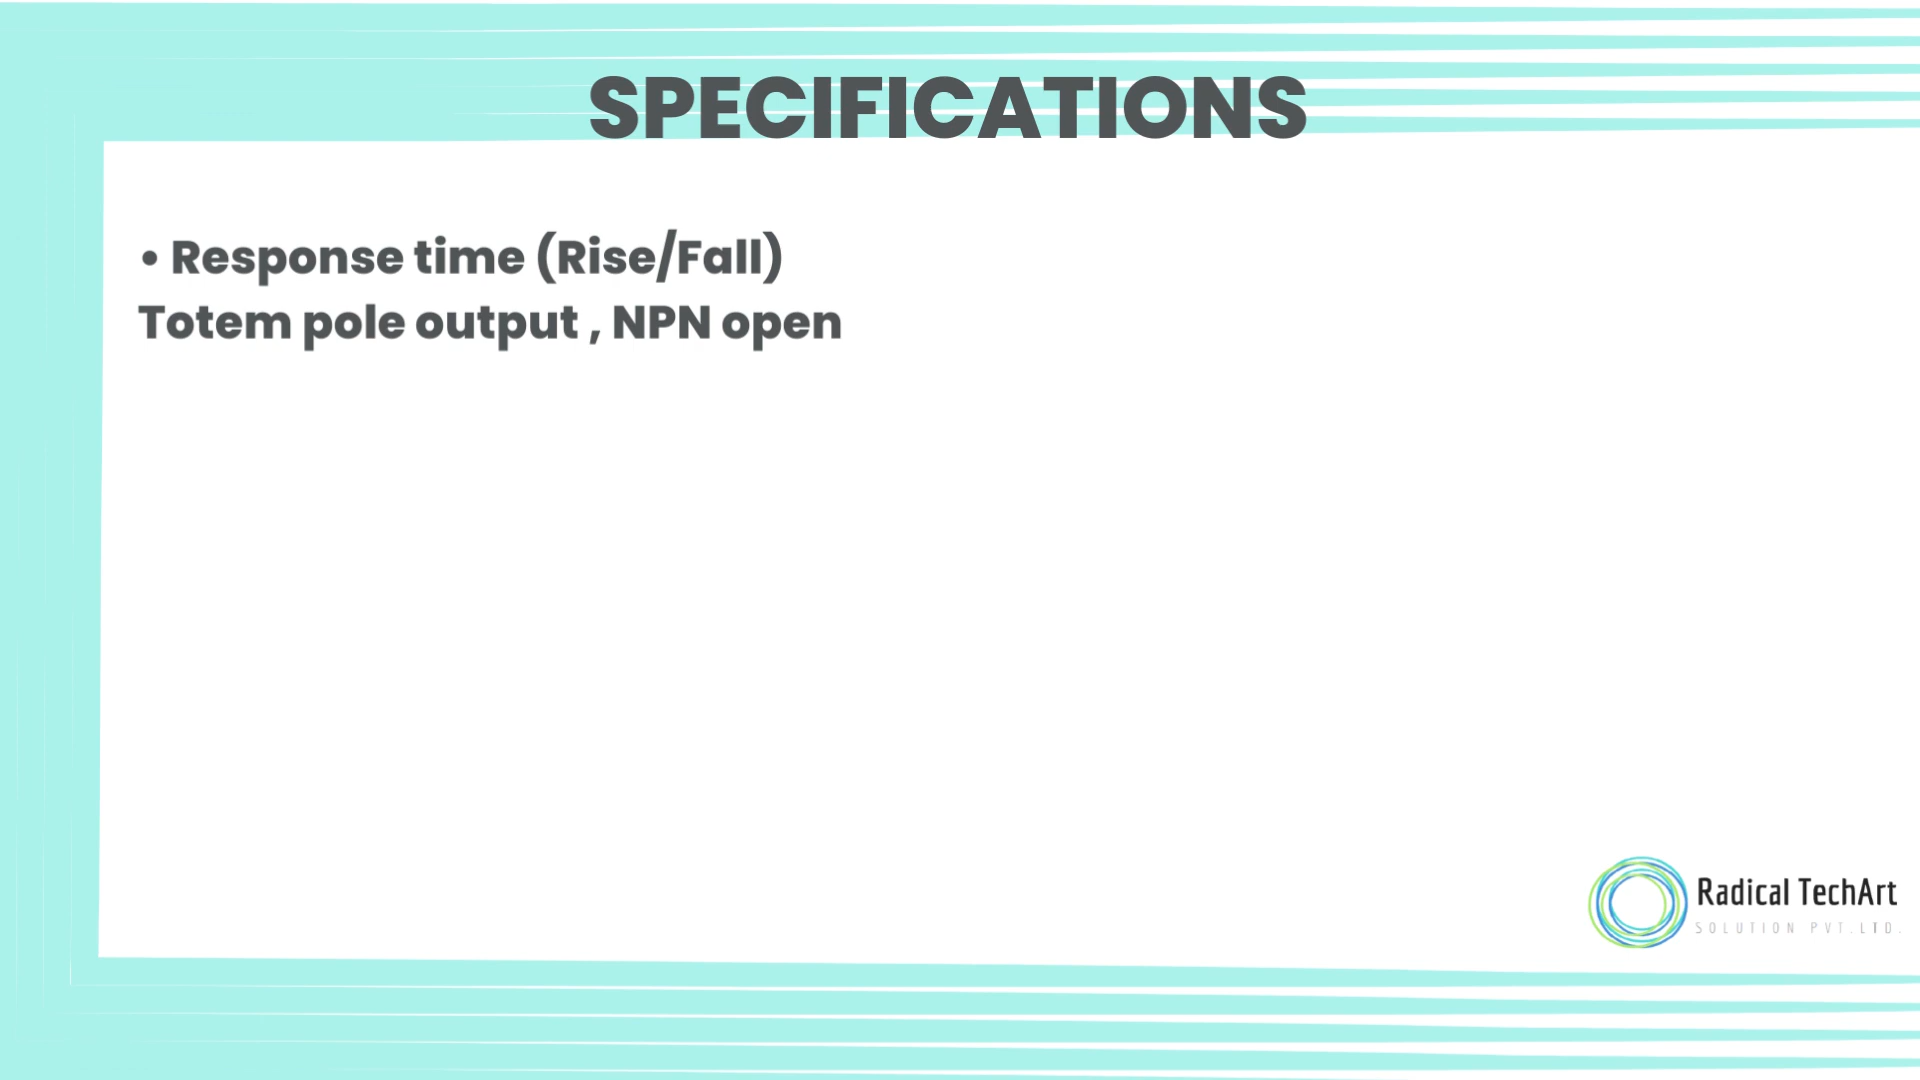 SPECIFICATIONS
• Response time (Rise/Fall)
Totem pole output , NPN open
Radical TechArt
SOLUTION PVT.LTD.